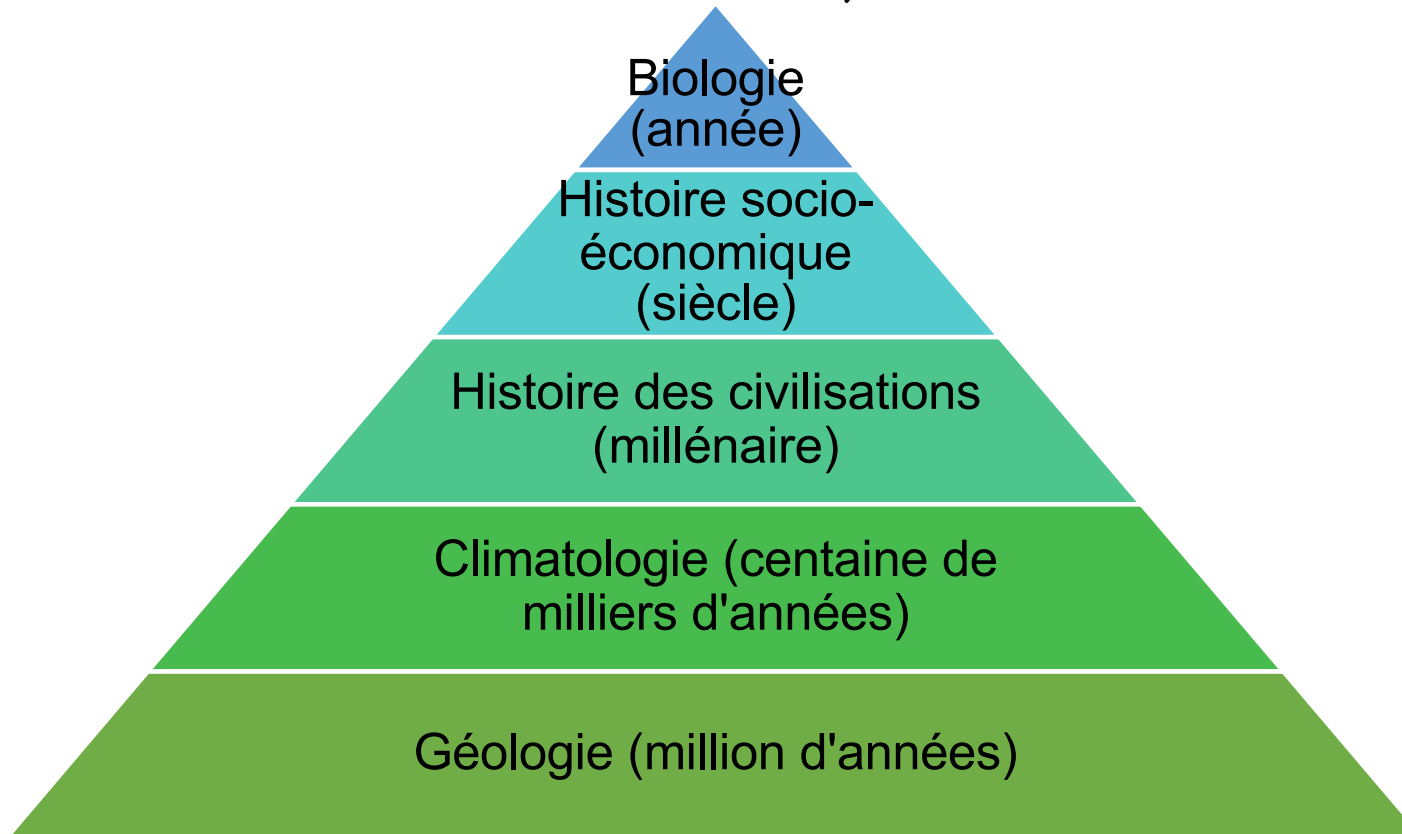 Biologie
(année)
Histoire socio-
économique
(siècle)
Histoire des civilisations
(millénaire)
Climatologie (centaine de
milliers d'années)
Géologie (million d'années)